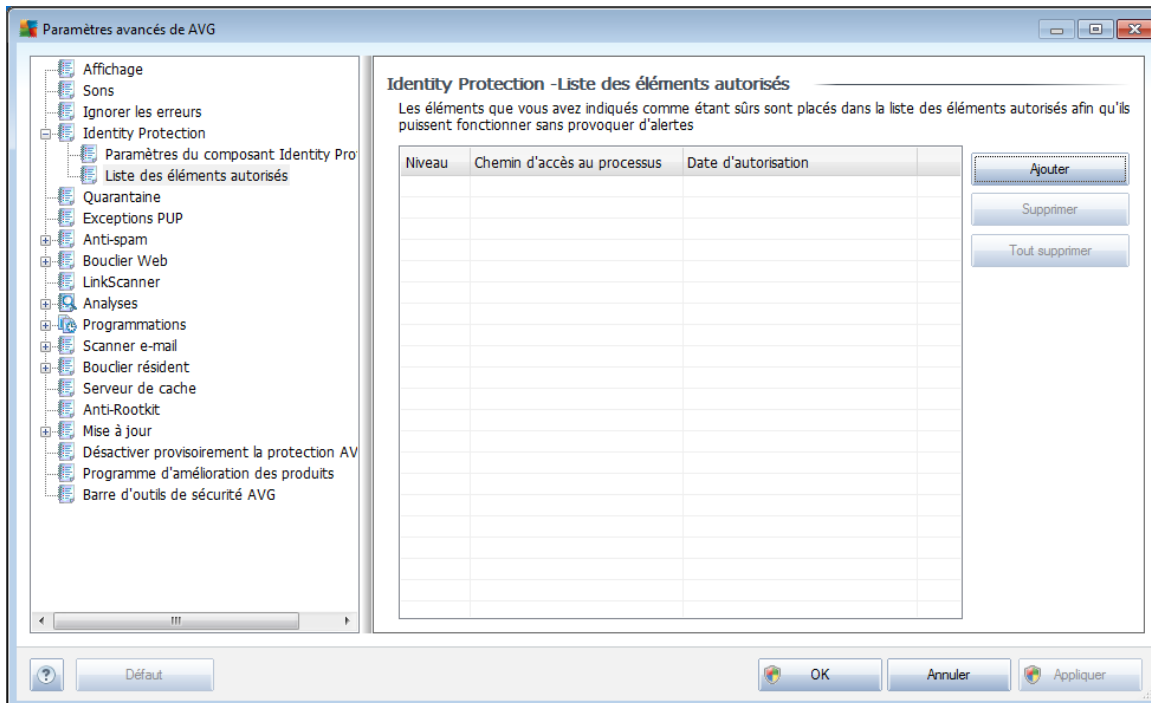 Paramètres avancés de AVG
Affichage
Sons
Ignorer les erreurs
Identity Protection
Paramètres du composant Identity Pro
Liste des éléments autorisés
Quarantaine
Exceptions PUP
Anti-spam
Bouclier Web
LinkScanner
Analyses
Programmations
Scanner e-mail
Bouclier résident
Serveur de cache
Anti-Rootkit
Mise à jour
Désactiver provisoirement la protection AV
Programme d'amélioration des produits
Barre d'outils de sécurité AVG
Identity Protection -Liste des éléments autorisés
Les éléments que vous avez indiqués comme étant sûrs sont placés dans la liste des éléments autorisés afin qu'ils
puissent fonctionner sans provoquer d'alertes
Niveau Chemin d'accès au processus Date d'autorisation
Ajouter
Supprimer
Tout supprimer
? Défaut OK Annuler Appliquer